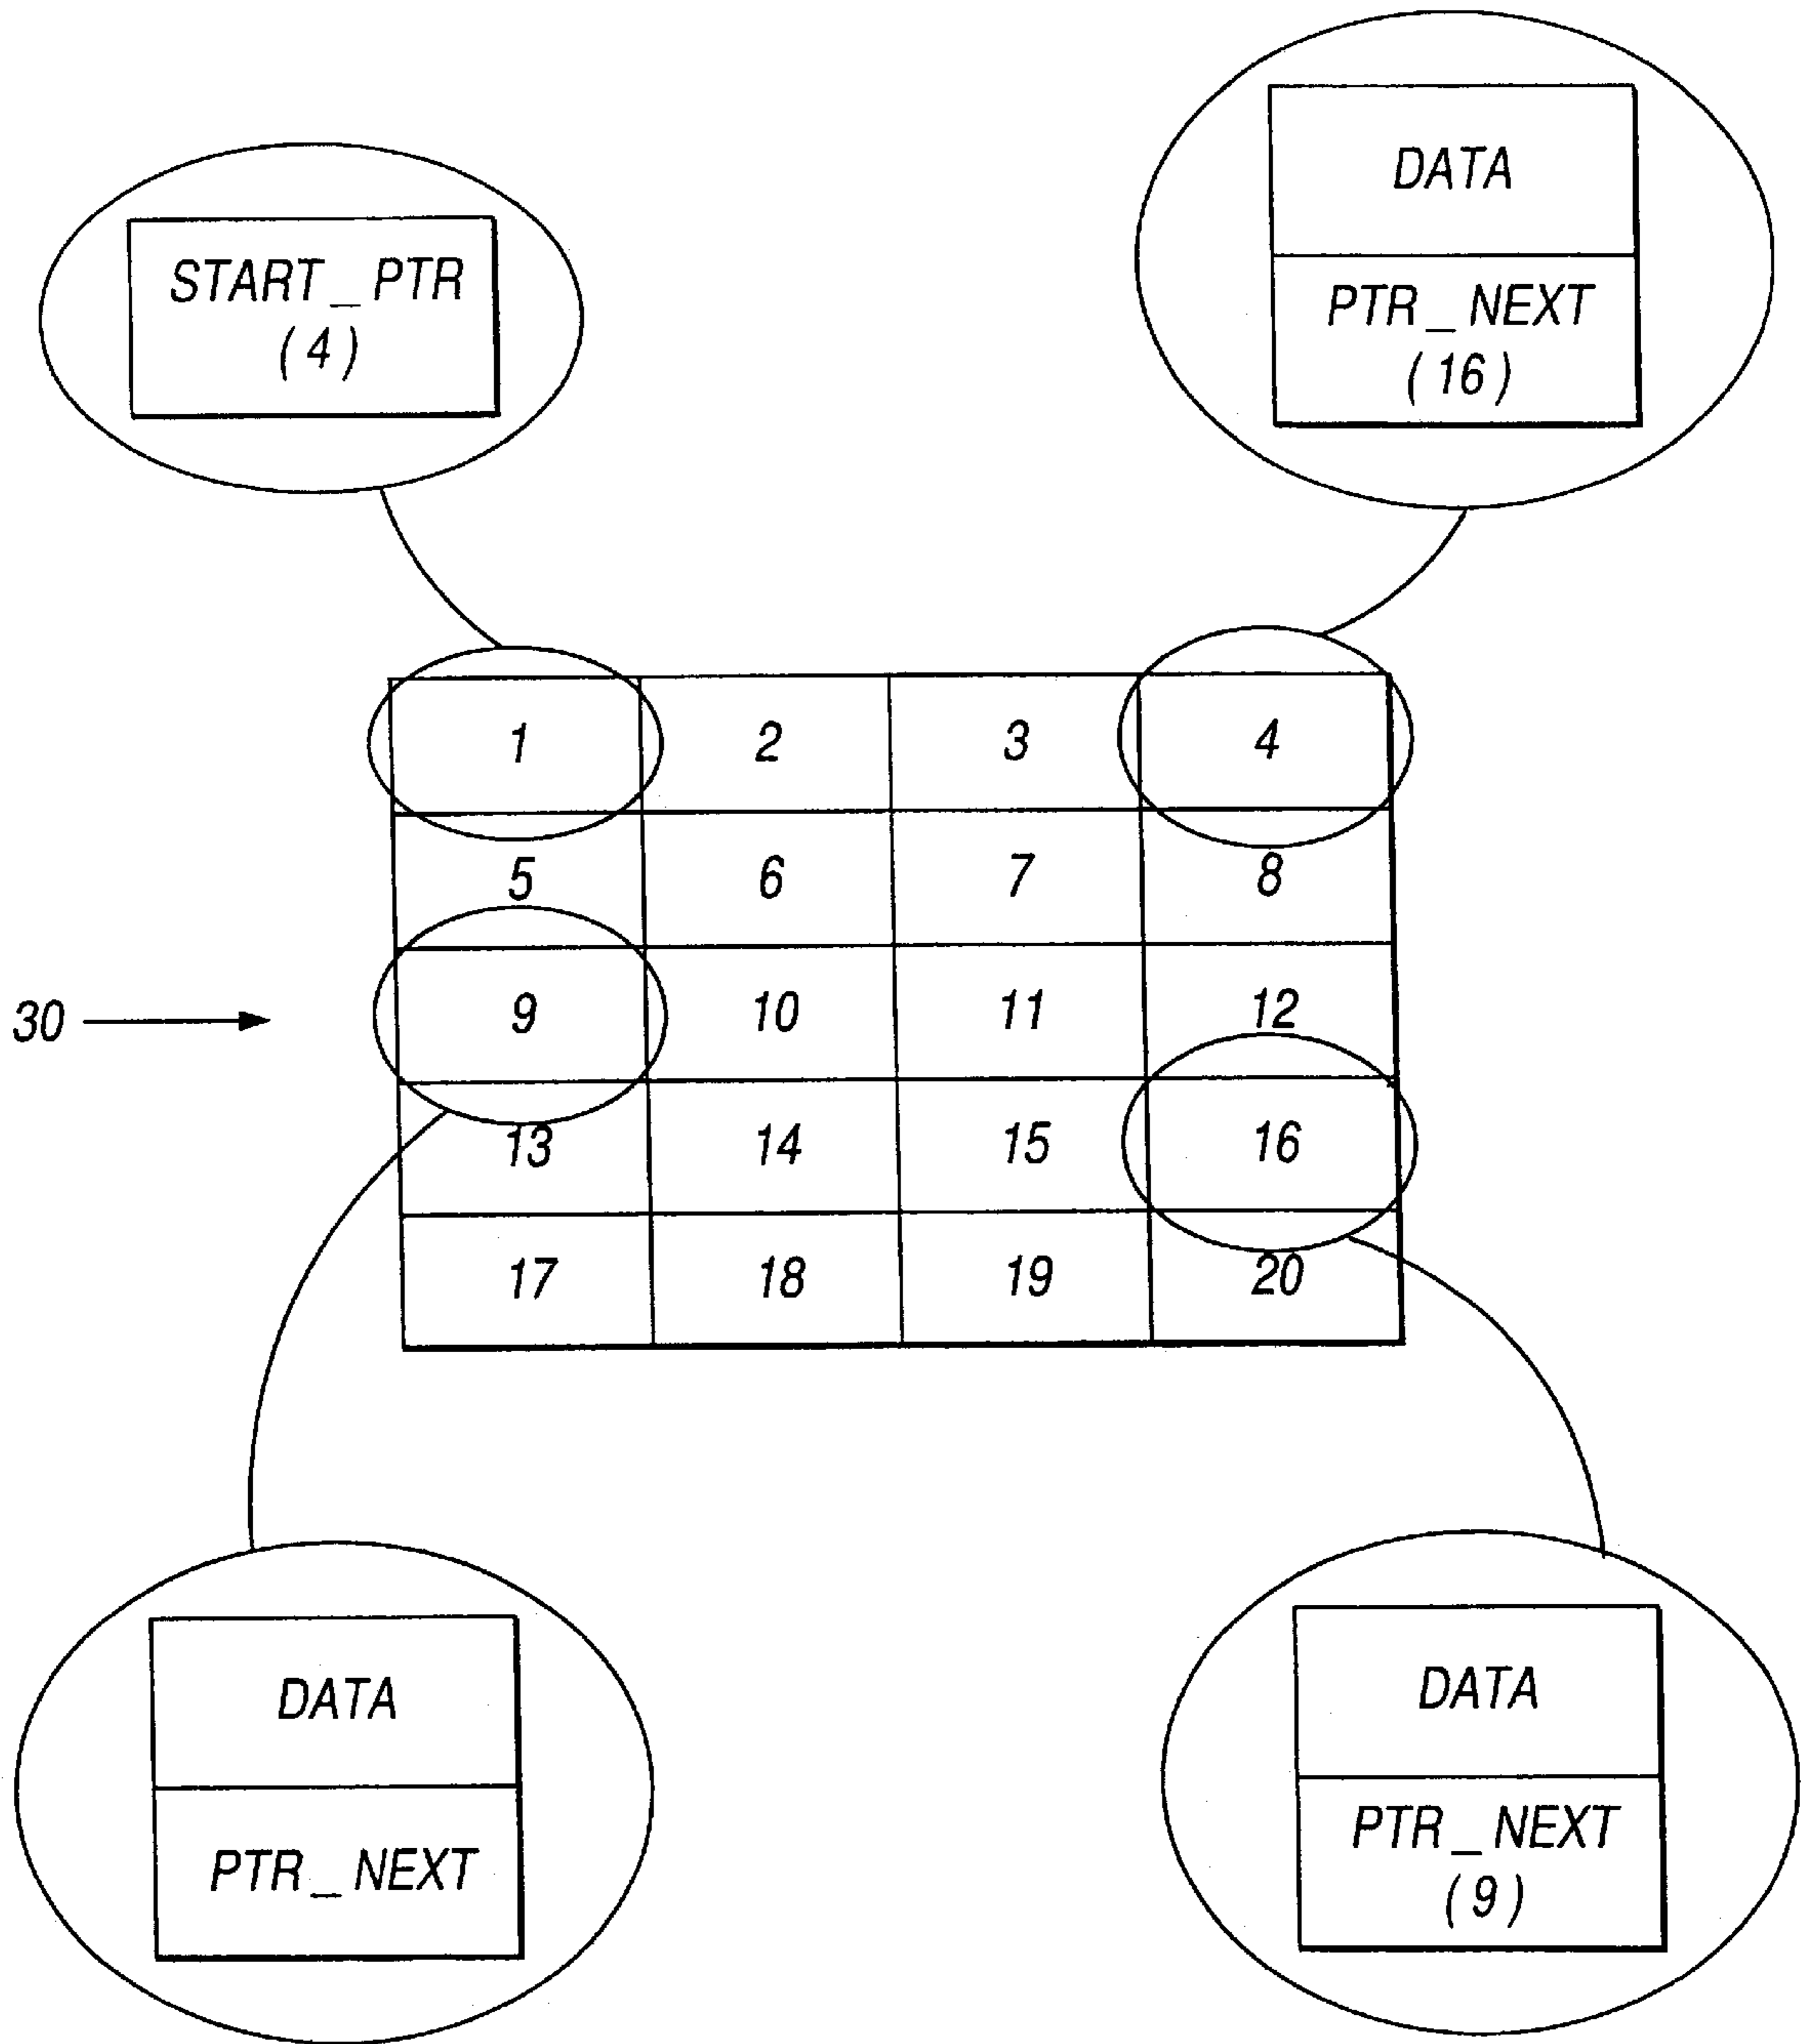 START_PTR
(4)
DATA
PTR_NEXT
(16)
1 2 3 4
5 6 7 8
30
9 10 11 12
13 14 15 16
17 18 19 20
DATA
PTR_NEXT
DATA
PTR_NEXT
(9)